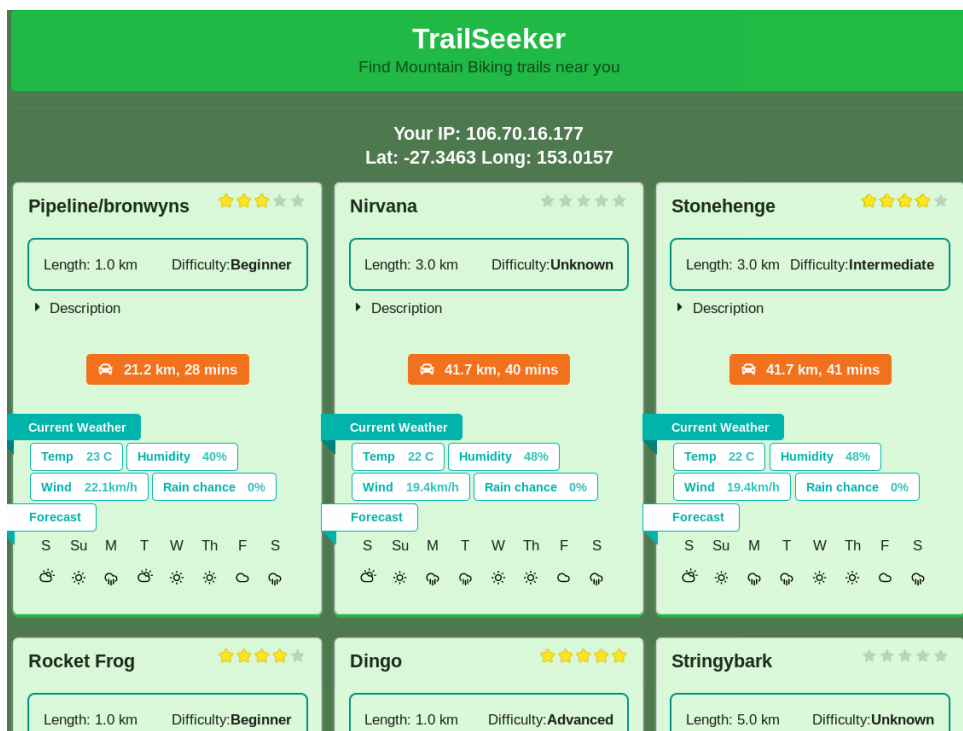 TrailSeeker
Find Mountain Biking trails near you
Your IP: 106.70.16.177
Lat: -27.3463 Long: 153.0157
Pipeline/bronwyns
Length: 1.0 km Difficulty:Beginner
Description
21.2 km, 28 mins
Current Weather
Temp 23 C Humidity 40%
Wind 22.1km/h Rain chance 0%
Forecast
S Su M T W Th F S
Nirvana
Length: 3.0 km Difficulty:Unknown
Description
41.7 km, 40 mins
Current Weather
Temp 22 C Humidity 48%
Wind 19.4km/h Rain chance 0%
Forecast
S Su M T W Th F S
Stonehenge
Length: 3.0 km Difficulty:Intermediate
Description
41.7 km, 41 mins
Current Weather
Temp 22 C Humidity 48%
Wind 19.4km/h Rain chance 0%
Forecast
S Su M T W Th F S
Rocket Frog
Length: 1.0 km Difficulty:Beginner
Dingo
Length: 1.0 km Difficulty:Advanced
Stringybark
Length: 5.0 km Difficulty:Unknown